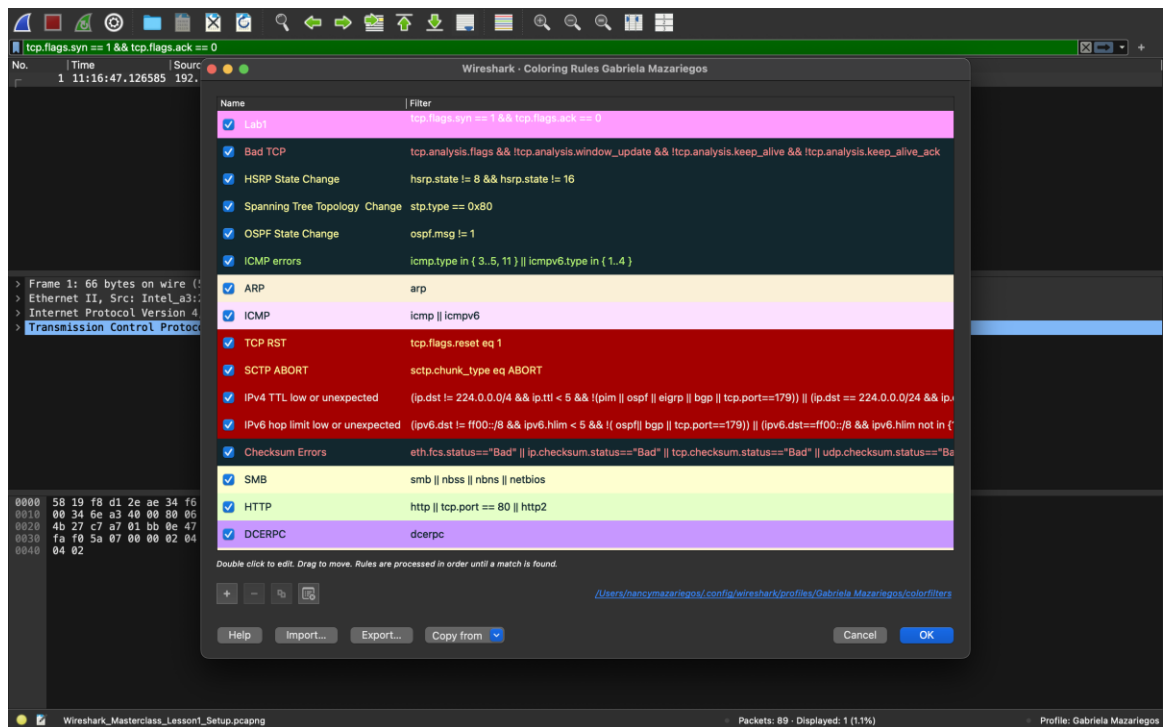 tcp.flags.syn == 1 && tcp.flags.ack == 0
No. Time Sourc
1 11:16:47.126585 192.
Wireshark · Coloring Rules Gabriela Mazariegos
Name Filter
Lab1 tcp.flags.syn == 1 && tcp.flags.ack == 0
Bad TCP tcp.analysis.flags && !tcp.analysis.window_update && !tcp.analysis.keep_alive && !tcp.analysis.keep_alive_ack
HSRP State Change hsrp.state != 8 && hsrp.state != 16
Spanning Tree Topology Change stp.type == 0x80
OSPF State Change ospf.msg != 1
ICMP errors icmp.type in { 3..5, 11 } || icmpv6.type in { 1..4 }
ARP arp
ICMP icmp || icmpv6
TCP RST tcp.flags.reset eq 1
SCTP ABORT sctp.chunk_type eq ABORT
IPv4 TTL low or unexpected (ip.dst != 224.0.0.0/4 && ip.ttl < 5 && !(pim || ospf || eigrp || bgp || tcp.port==179)) || (ip.dst == 224.0.0.0/24 && ip.
IPv6 hop limit low or unexpected (ipv6.dst != ff00::/8 && ipv6.hlim < 5 && !( ospf|| bgp || tcp.port==179)) || (ipv6.dst==ff00::/8 && ipv6.hlim not in {
Checksum Errors eth.fcs.status=="Bad" || ip.checksum.status=="Bad" || tcp.checksum.status=="Bad" || udp.checksum.status=="Ba
SMB smb || nbss || nbns || netbios
HTTP http || tcp.port == 80 || http2
DCERPC dcerpc
Double click to edit. Drag to move. Rules are processed in order until a match is found.
/Users/nancymazariegos/.config/wireshark/profiles/Gabriela Mazariegos/colorfilters
Help Import... Export... Copy from Cancel OK
Frame 1: 66 bytes on wire (
Ethernet II, Src: Intel_a3:
Internet Protocol Version 4
Transmission Control Protoco
0000 58 19 f8 d1 2e ae 34 f6
0010 00 34 6e a3 40 00 80 06
0020 4b 27 c7 a7 01 bb 0e 47
0030 fa f0 5a 07 00 00 02 04
0040 04 02
Wireshark_Masterclass_Lesson1_Setup.pcapng Packets: 89 · Displayed: 1 (1.1%) Profile: Gabriela Mazariegos